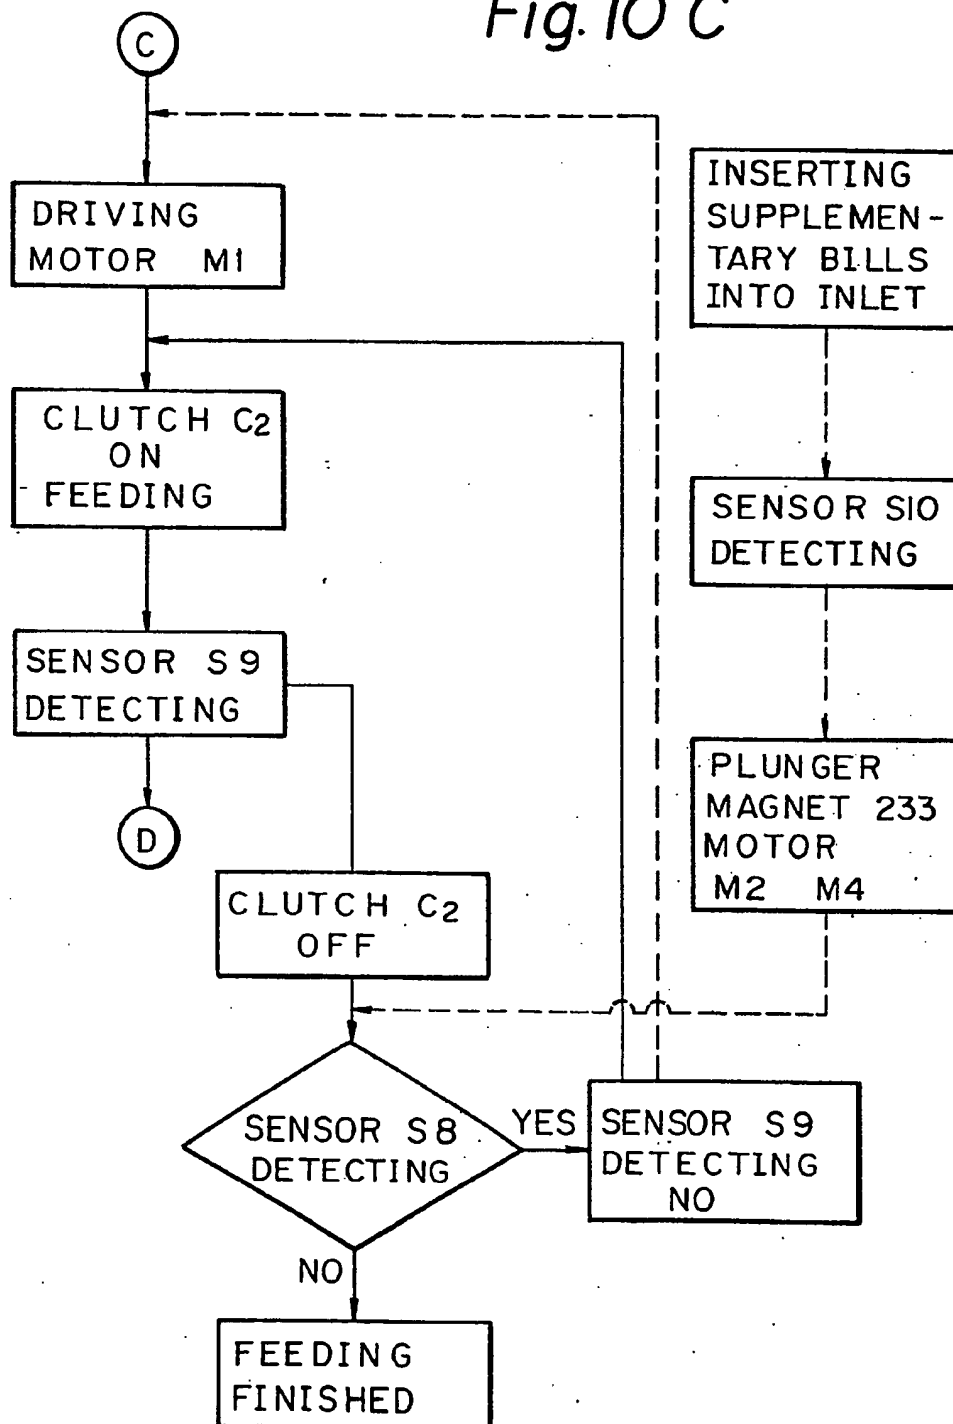 Fig. 10 C
C
DRIVING
MOTOR M1
CLUTCH C2
ON
FEEDING
SENSOR S9
DETECTING
D
CLUTCH C2
OFF
SENSOR S8
DETECTING
YES
NO
SENSOR S9
DETECTING
NO
FEEDING
FINISHED
INSERTING
SUPPLEMEN-
TARY BILLS
INTO INLET
SENSOR S10
DETECTING
PLUNGER
MAGNET 233
MOTOR
M2 M4